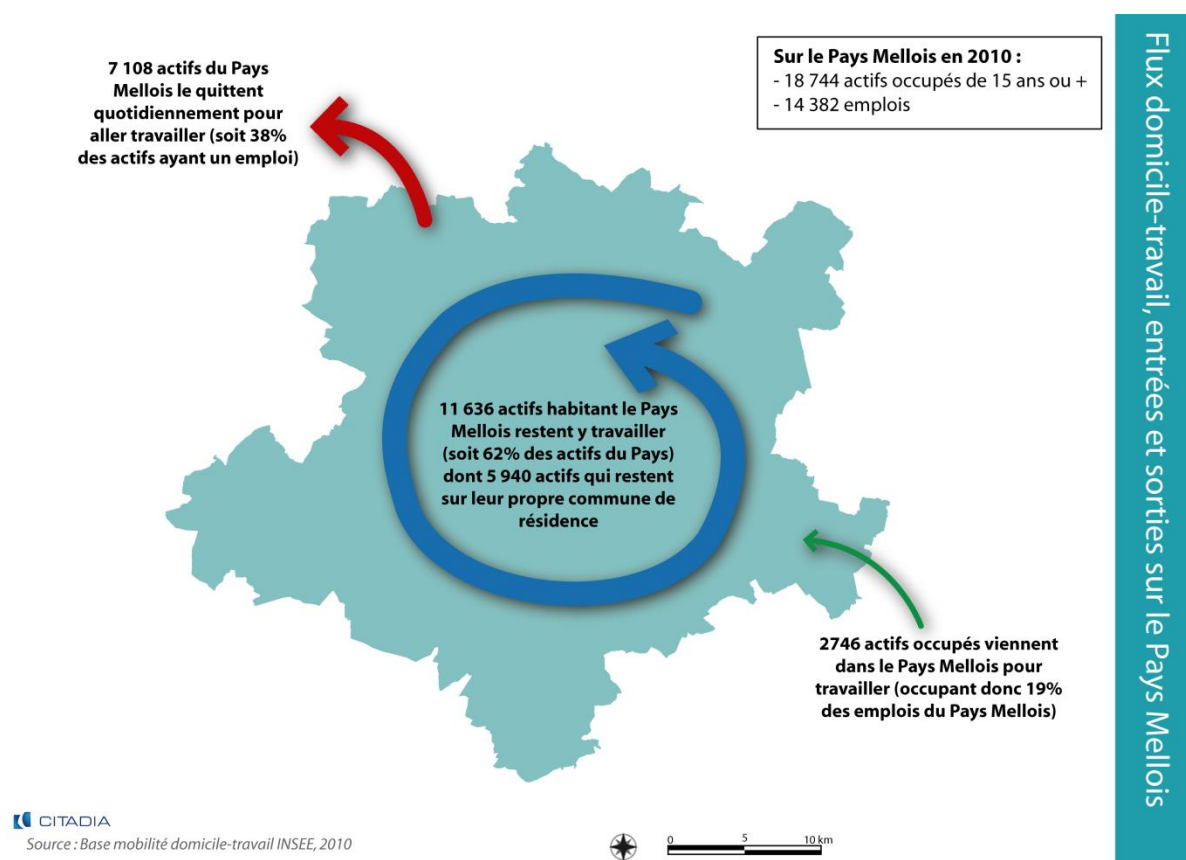 7 108 actifs du Pays
Mellois le quittent
quotidiennement pour
aller travailler (soit 38%
des actifs ayant un emploi)
Sur le Pays Mellois en 2010 :
- 18 744 actifs occupés de 15 ans ou +
- 14 382 emplois
Flux domicile-travail, entrées et sorties sur le Pays Mellois
11 636 actifs habitant le Pays
Mellois restent y travailler
(soit 62% des actifs du Pays)
dont 5 940 actifs qui restent
sur leur propre commune de
résidence
2746 actifs occupés viennent
dans le Pays Mellois pour
travailler (occupant donc 19%
des emplois du Pays Mellois)
CITADIA
Source : Base mobilité domicile-travail INSEE, 2010
0 5 10 km